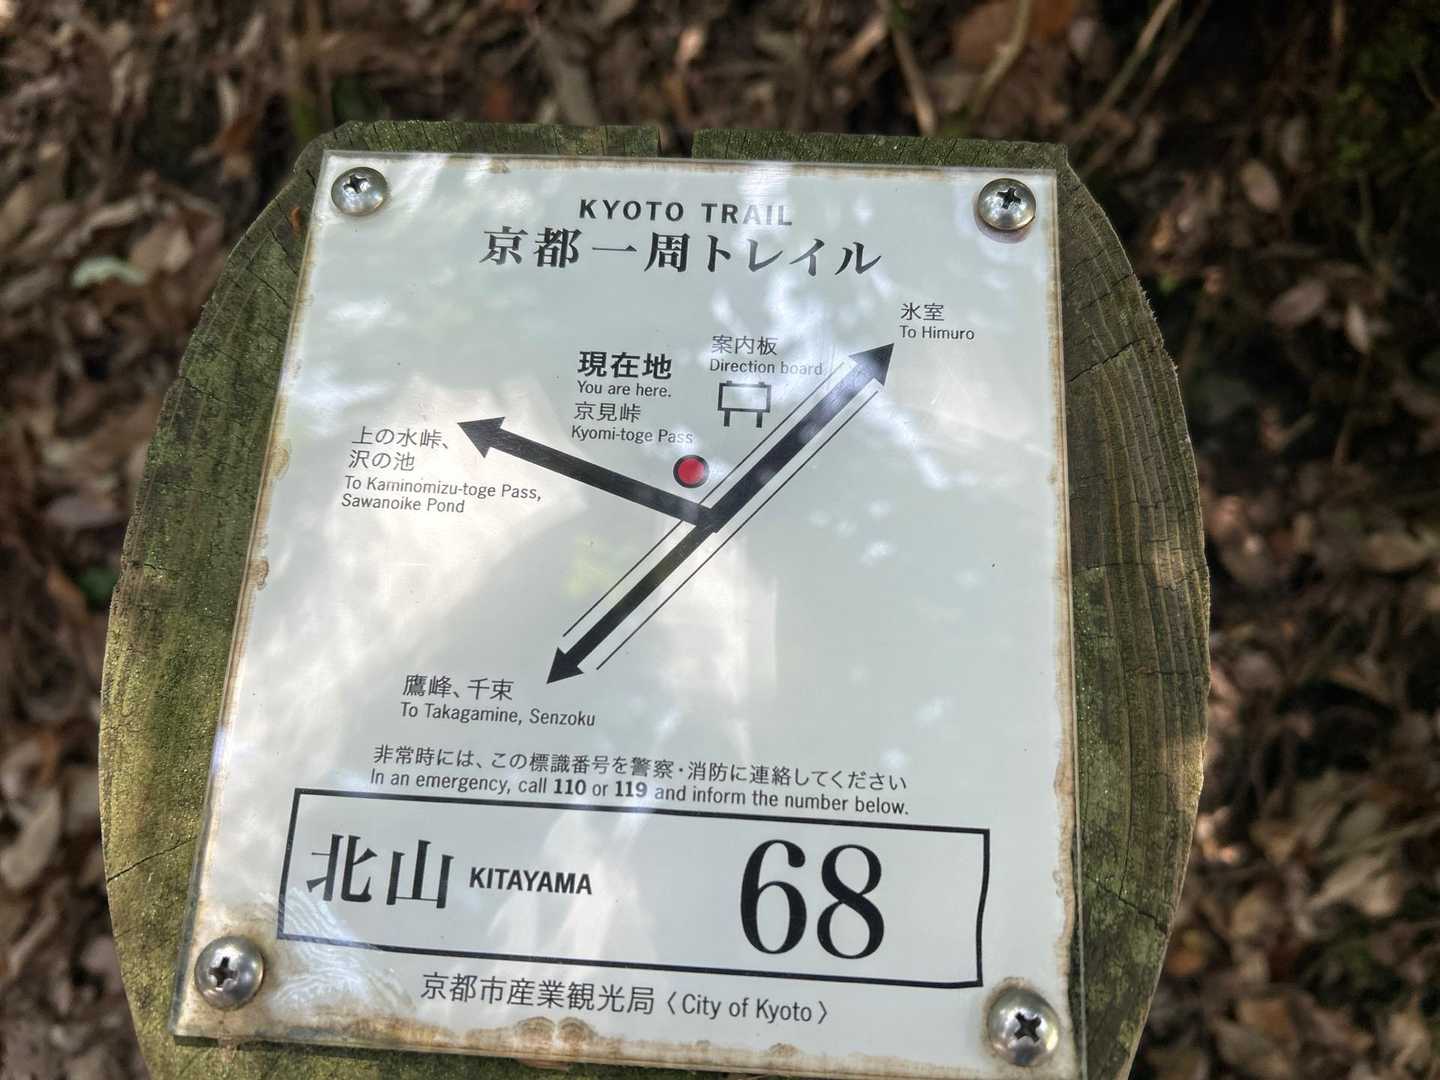 KYOTO TRAIL
京都一周トレイル
氷室
To Himuro
案内板
Direction board
現在地
You are here.
京見峠
Kyomi-toge Pass
上の水峠、
沢の池
To Kaminomizu-toge Pass,
Sawanoike Pond
鷹峰、千束
To Takagamine, Senzoku
非常時には、この標識番号を警察・消防に連絡してください
In an emergency, call 110 or 119 and inform the number below.
北山 KITAYAMA 68
京都市産業観光局〈City of Kyoto〉